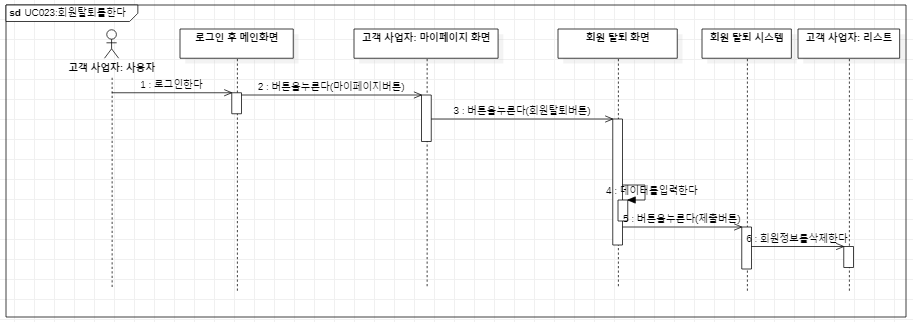 sd UC023:회원탈퇴를한다
로그인 후 메인화면
고객 사업자: 마이페이지 화면
회원 탈퇴 화면
회원 탈퇴 시스템
고객 사업자: 리스트
고객 사업자: 사용자
1 : 로그인한다
2 : 버튼을누른다(마이페이지버튼)
3 : 버튼을누른다(회원탈퇴버튼)
4 : 데이터를입력한다
5 : 버튼을누른다(제출버튼)
6 : 회원정보를삭제한다